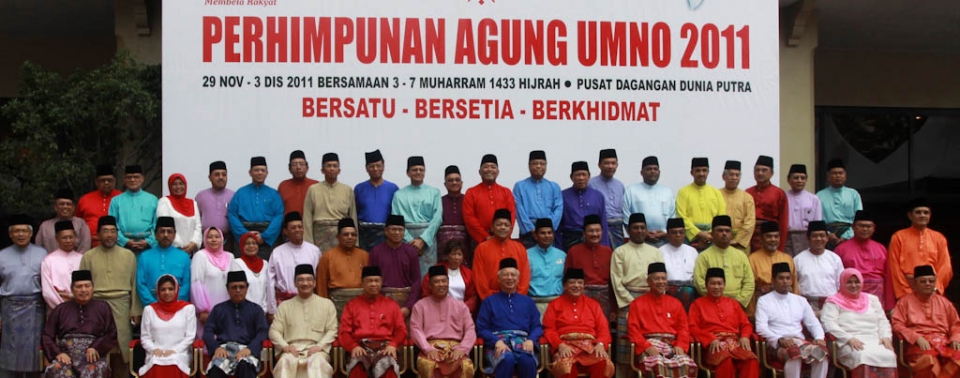 Membela Rakyat
PERHIMPUNAN AGUNG UMNO 2011
29 NOV - 3 DIS 2011 BERSAMAAN 3 - 7 MUHARRAM 1433 HIJRAH ● PUSAT DAGANGAN DUNIA PUTRA
BERSATU - BERSETIA - BERKHIDMAT